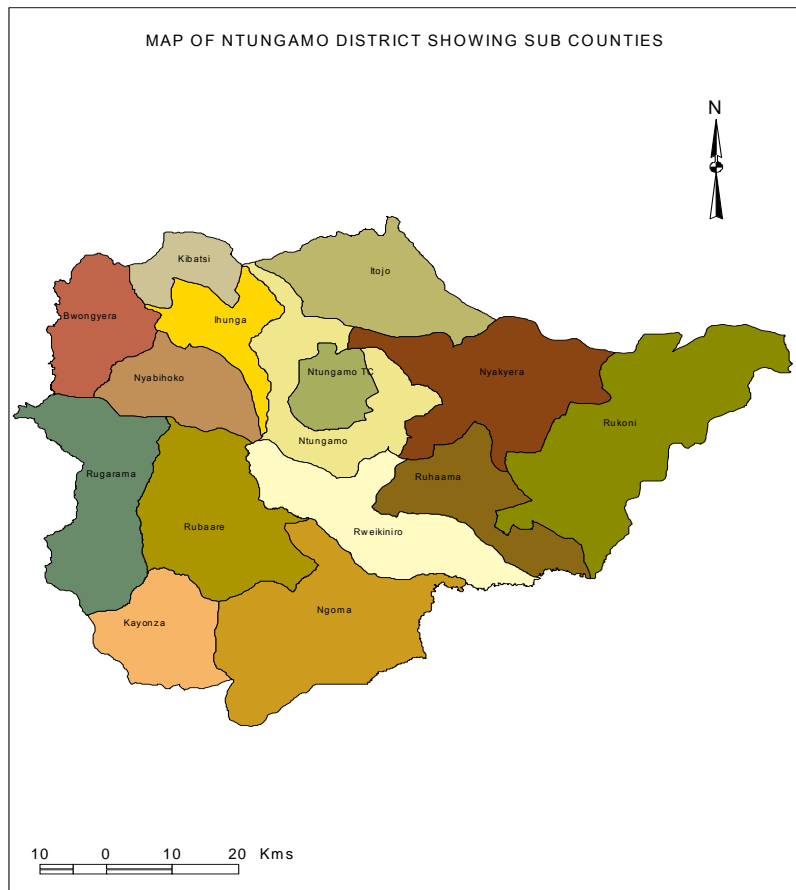 MAP OF NTUNGAMO DISTRICT SHOWING SUB COUNTIES
N
Kibatsi
Itojo
Bwongyera
Ihunga
Ntungamo TC
Nyakyera
Nyabihoko
Rukoni
Ntungamo
Rugarama
Ruhaama
Rubaare
Rweikiniro
Kayonza
Ngoma
10 0 10 20 Kms